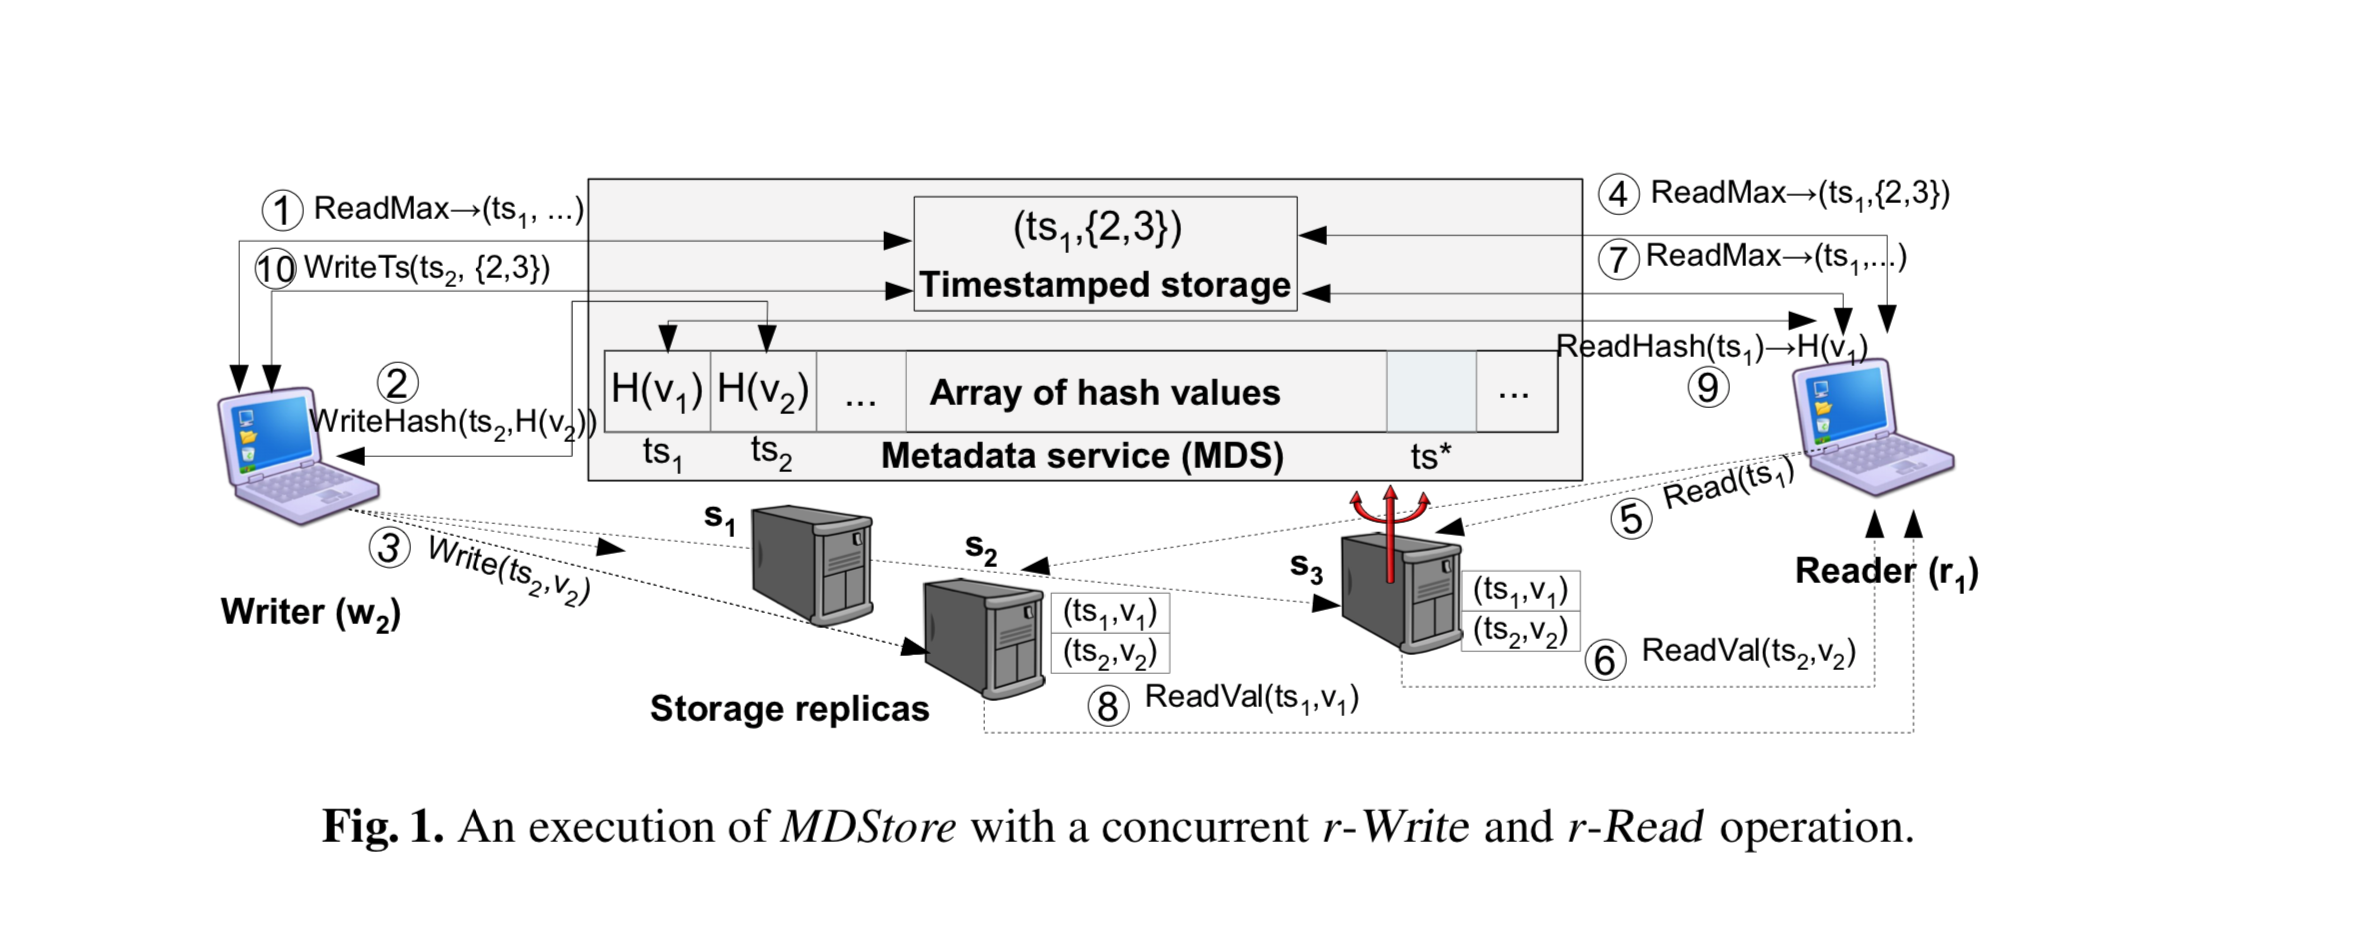 ① ReadMax→(ts₁, ...)
⑩ WriteTs(ts₂, {2,3})
②
WriteHash(ts₂,H(v₂))
(ts₁,{2,3})
Timestamped storage
H(v₁) H(v₂) ... Array of hash values ...
ts₁ ts₂ Metadata service (MDS) ts*
④ ReadMax→(ts₁,{2,3})
⑦ ReadMax→(ts₁,...)
ReadHash(ts₁)→H(v₁)
⑨
③ Write(ts₂,v₂)
Writer (w₂)
s₁
s₂
(ts₁,v₁)
(ts₂,v₂)
s₃
(ts₁,v₁)
(ts₂,v₂)
⑤ Read(ts₁)
Reader (r₁)
⑥ ReadVal(ts₂,v₂)
⑧ ReadVal(ts₁,v₁)
Storage replicas
Fig. 1. An execution of MDStore with a concurrent r-Write and r-Read operation.